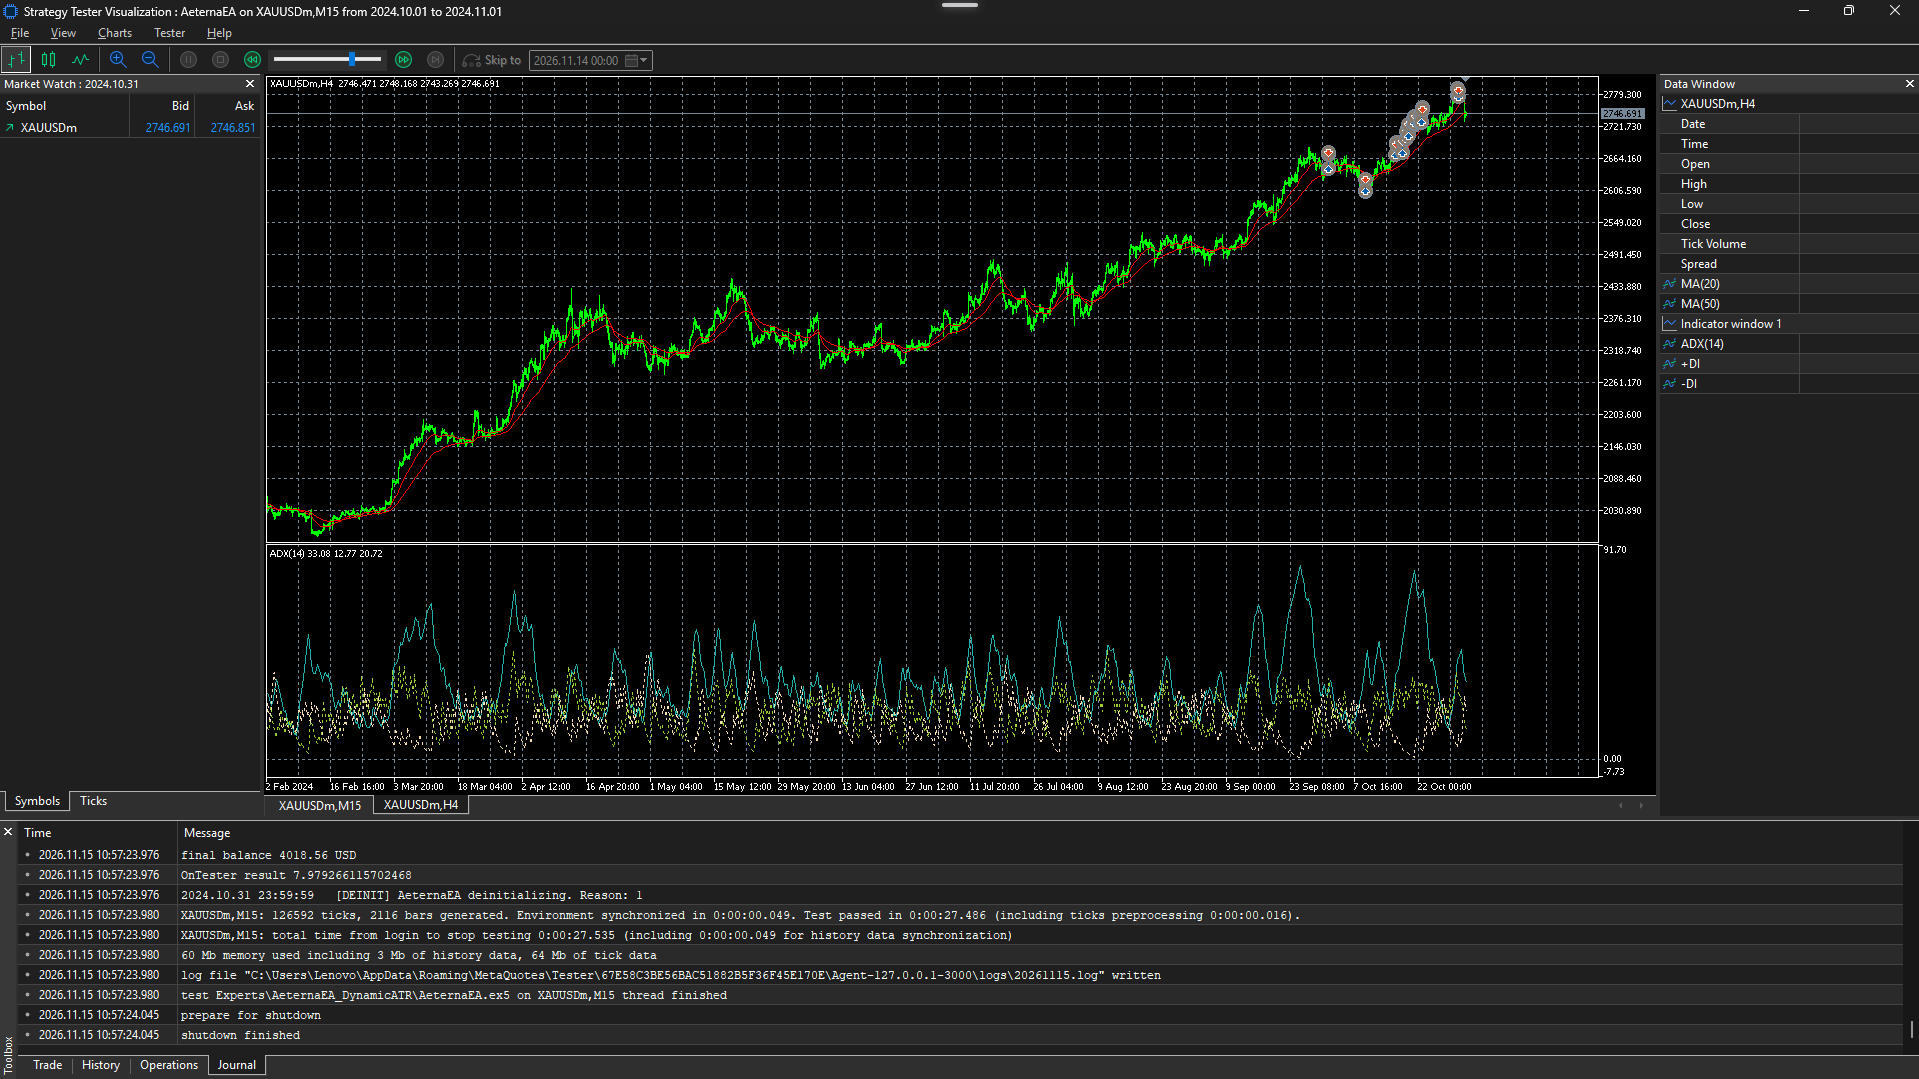 Strategy Tester Visualization : AeternaEA on XAUUSDm,M15 from 2024.10.01 to 2024.11.01
File View Charts Tester Help
Skip to 2026.11.14 00:00
Market Watch : 2024.10.31
Symbol Bid Ask
XAUUSDm 2746.691 2746.851
Symbols Ticks
XAUUSDm,H4 2746.471 2748.168 2743.269 2746.691
2779.300
2746.691
2721.730
2664.160
2606.590
2549.020
2491.450
2433.880
2376.310
2318.740
2261.170
2203.600
2146.030
2088.460
2030.890
ADX(14) 33.08 12.77 20.72
91.70
0.00
-7.73
2 Feb 2024 16 Feb 16:00 3 Mar 20:00 18 Mar 04:00 2 Apr 12:00 16 Apr 20:00 1 May 04:00 15 May 12:00 29 May 20:00 13 Jun 04:00 27 Jun 12:00 11 Jul 20:00 26 Jul 04:00 9 Aug 12:00 23 Aug 20:00 9 Sep 00:00 23 Sep 08:00 7 Oct 16:00 22 Oct 00:00
XAUUSDm,M15 XAUUSDm,H4
Data Window
XAUUSDm,H4
Date
Time
Open
High
Low
Close
Tick Volume
Spread
MA(20)
MA(50)
Indicator window 1
ADX(14)
+DI
-DI
Time Message
2026.11.15 10:57:23.976 final balance 4018.56 USD
2026.11.15 10:57:23.976 OnTester result 7.979266115702468
2026.11.15 10:57:23.976 2024.10.31 23:59:59 [DEINIT] AeternaEA deinitializing. Reason: 1
2026.11.15 10:57:23.980 XAUUSDm,M15: 126592 ticks, 2116 bars generated. Environment synchronized in 0:00:00.049. Test passed in 0:00:27.486 (including ticks preprocessing 0:00:00.016).
2026.11.15 10:57:23.980 XAUUSDm,M15: total time from login to stop testing 0:00:27.535 (including 0:00:00.049 for history data synchronization)
2026.11.15 10:57:23.980 60 Mb memory used including 3 Mb of history data, 64 Mb of tick data
2026.11.15 10:57:23.980 log file "C:\Users\Lenovo\AppData\Roaming\MetaQuotes\Tester\67E58C3BE56BAC51882B5F36F45E170E\Agent-127.0.0.1-3000\logs\20261115.log" written
2026.11.15 10:57:23.980 test Experts\AeternaEA_DynamicATR\AeternaEA.ex5 on XAUUSDm,M15 thread finished
2026.11.15 10:57:24.045 prepare for shutdown
2026.11.15 10:57:24.045 shutdown finished
Toolbox
Trade History Operations Journal